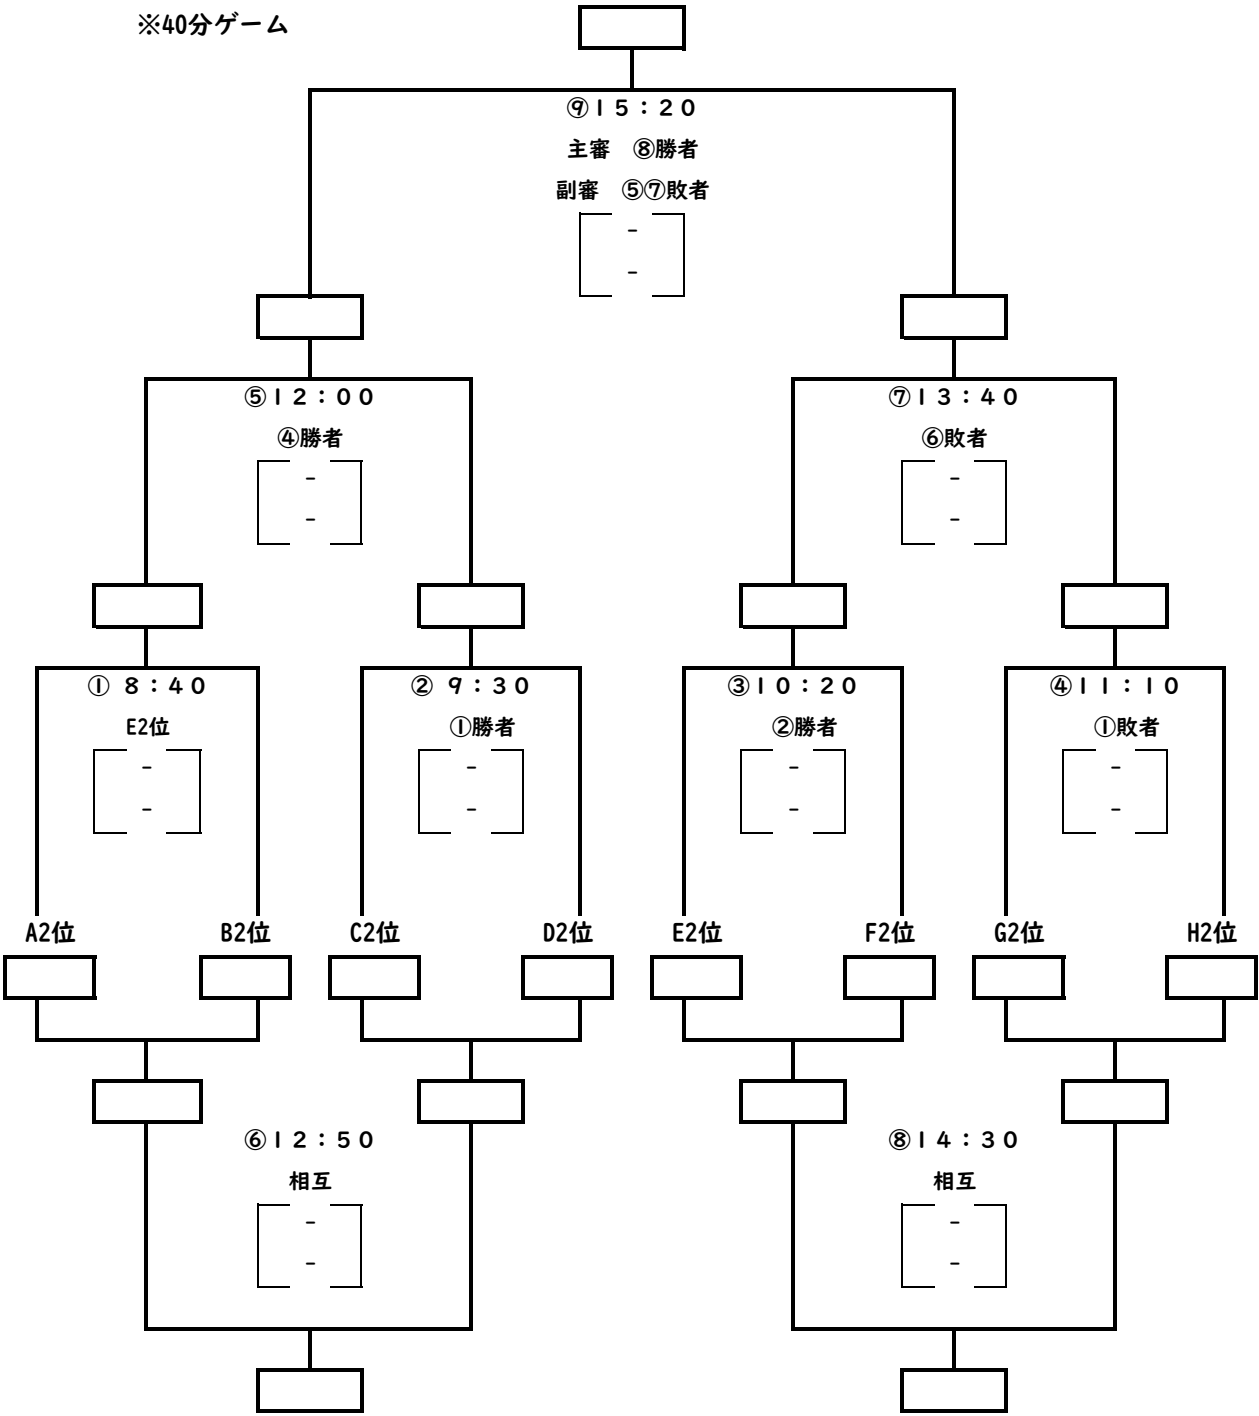 ※40分ゲーム
⑨15：20
主審　⑧勝者
副審　⑤⑦敗者
-
-
⑤12：00
④勝者
-
-
⑦13：40
⑥敗者
-
-
① 8：40
E2位
-
-
② 9：30
①勝者
-
-
③10：20
②勝者
-
-
④11：10
①敗者
-
-
A2位
B2位
C2位
D2位
E2位
F2位
G2位
H2位
⑥12：50
相互
-
-
⑧14：30
相互
-
-